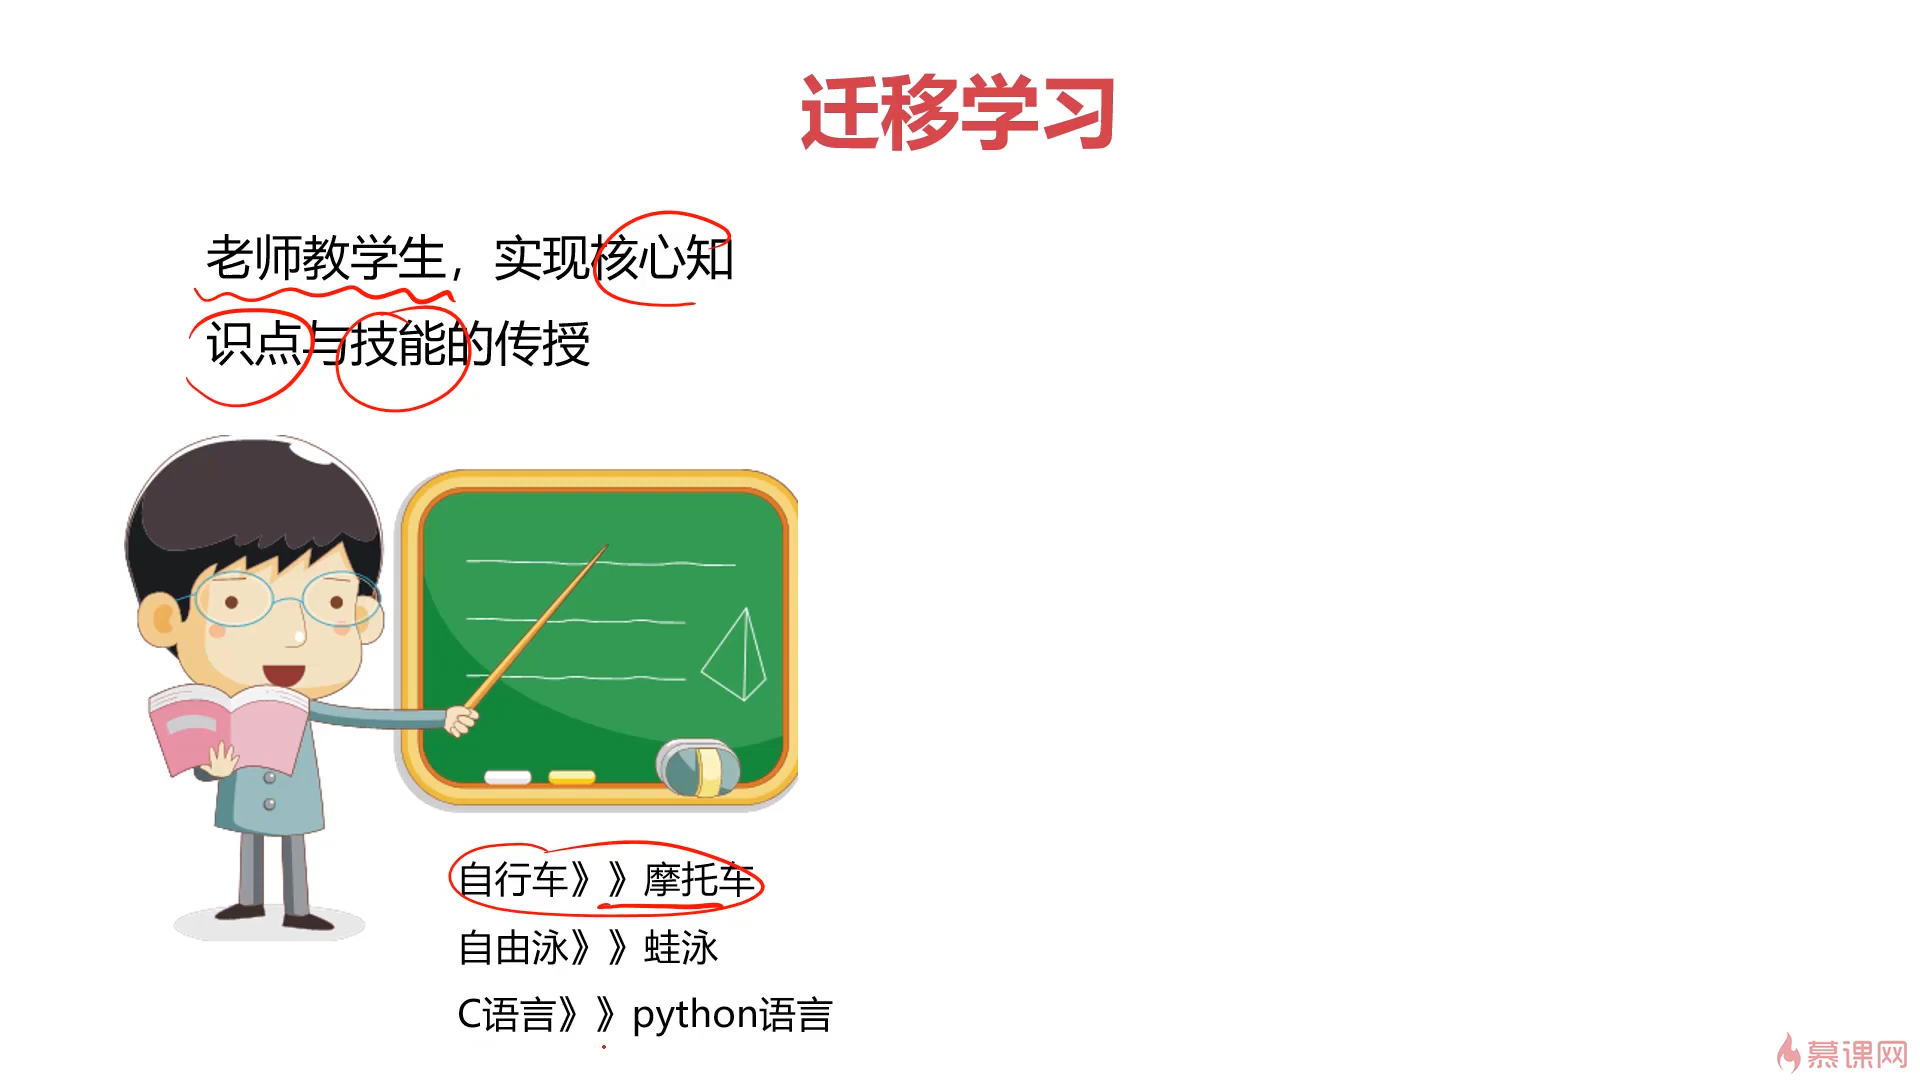 迁移学习
老师教学生，实现核心知
识点与技能的传授
自行车》》摩托车
自由泳》》蛙泳
C语言》》python语言
慕课网